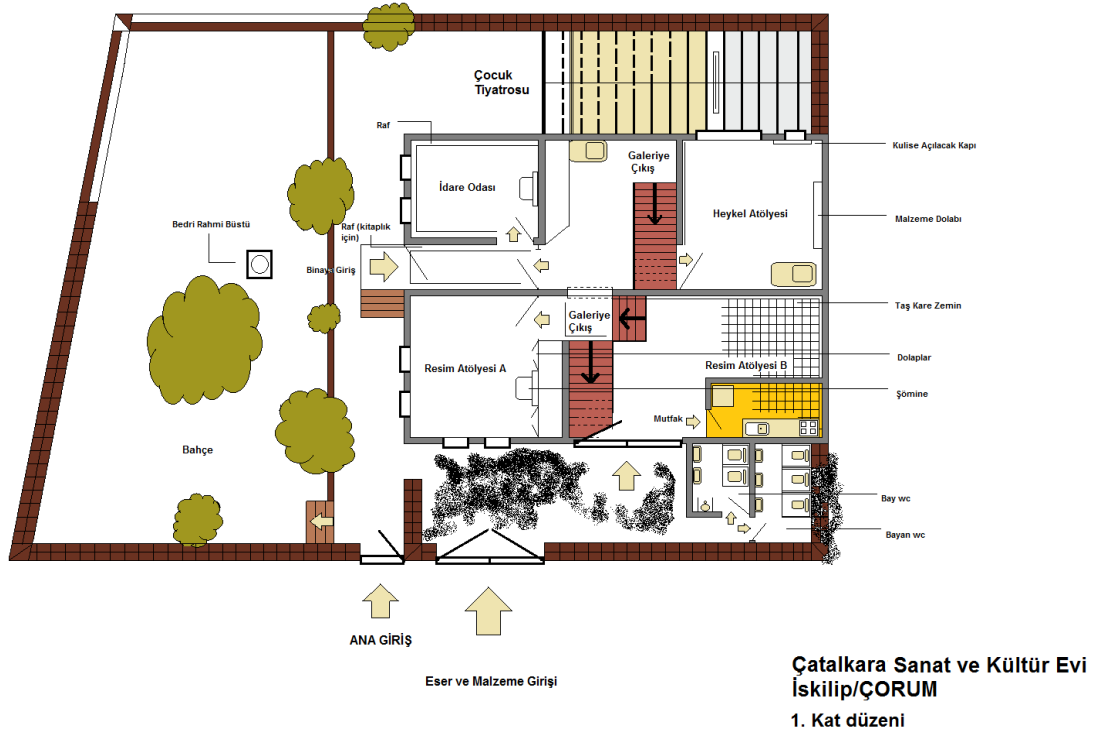 Çocuk
Tiyatrosu
Raf
Galeriye
Çıkış
Kulise Açılacak Kapı
İdare Odası
Heykel Atölyesi
Malzeme Dolabı
Bedri Rahmi Büstü
Raf (kitaplık
için)
Binaya Giriş
Taş Kare Zemin
Galeriye
Çıkış
Dolaplar
Resim Atölyesi A
Resim Atölyesi B
Şömine
Mutfak
Bahçe
Bay wc
Bayan wc
ANA GİRİŞ
Eser ve Malzeme Girişi
Çatalkara Sanat ve Kültür Evi
İskilip/ÇORUM
1. Kat düzeni